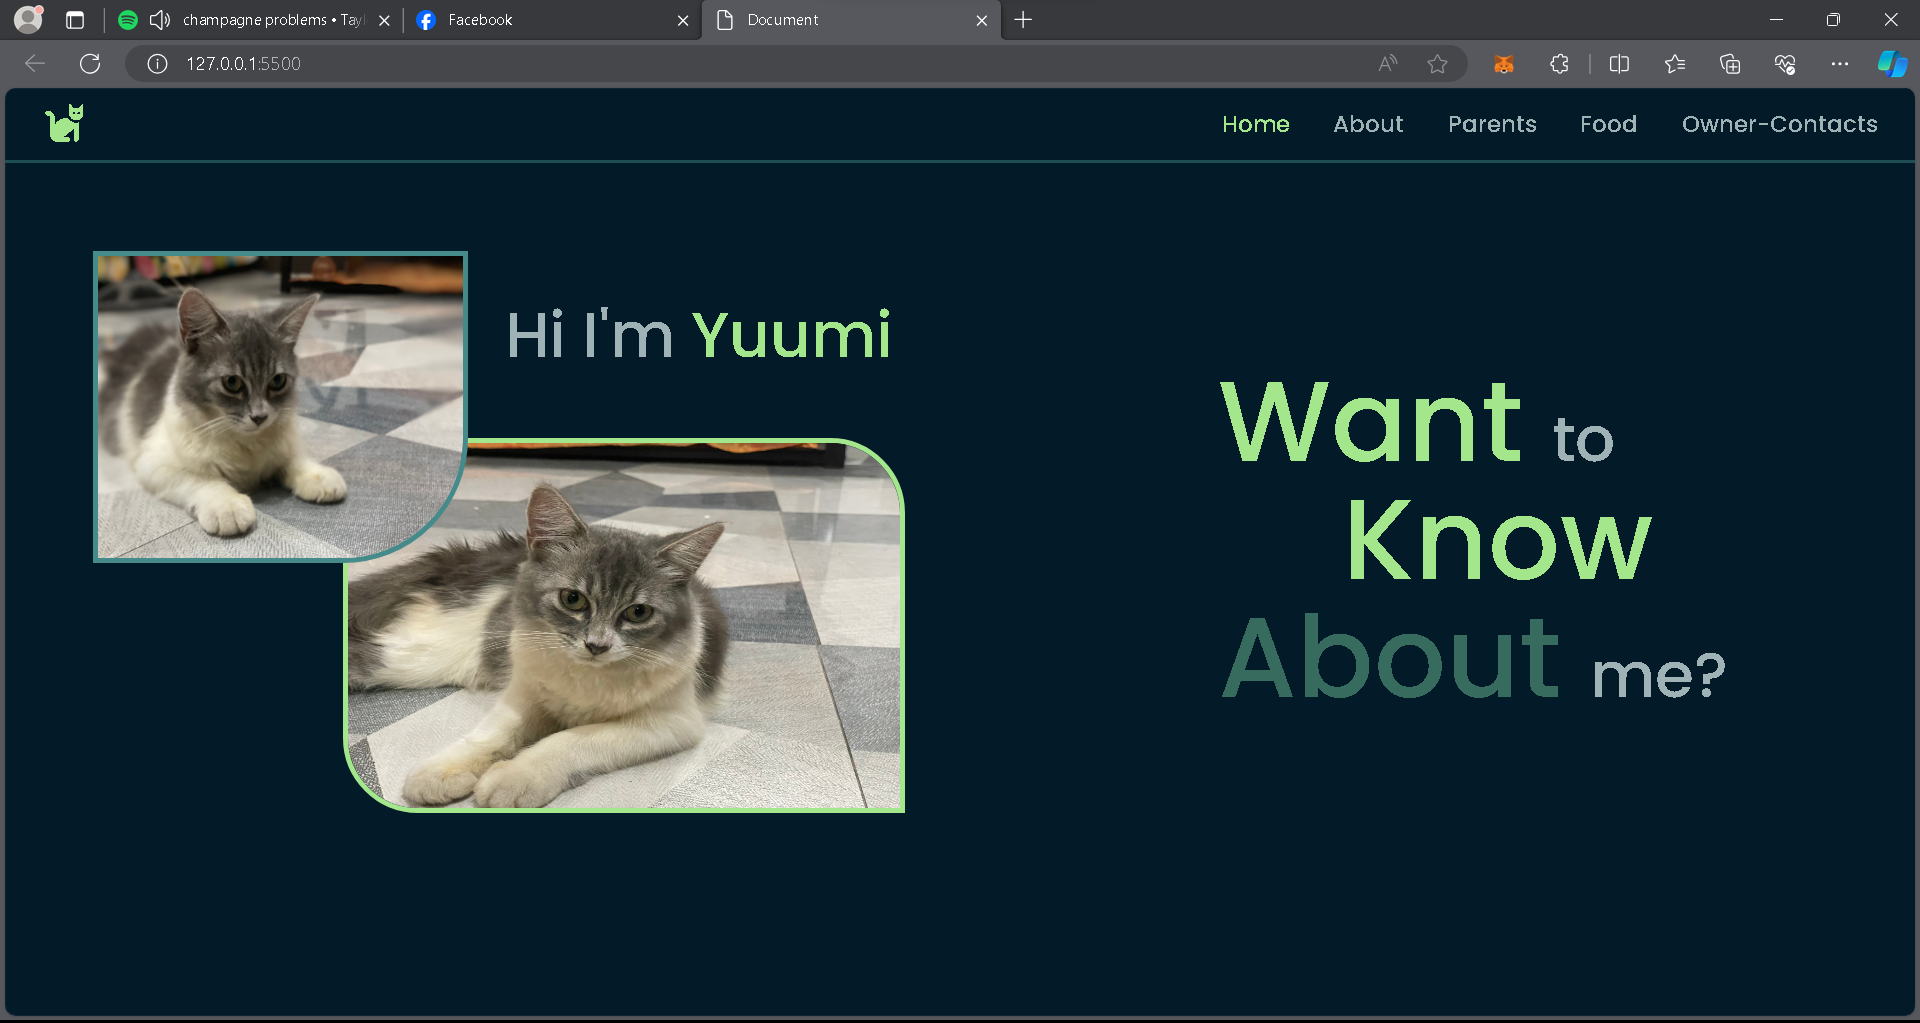 champagne problems • Tayl
Facebook
Document
127.0.0.1:5500
Home About Parents Food Owner-Contacts
Hi I'm Yuumi
Want to
Know
About me?